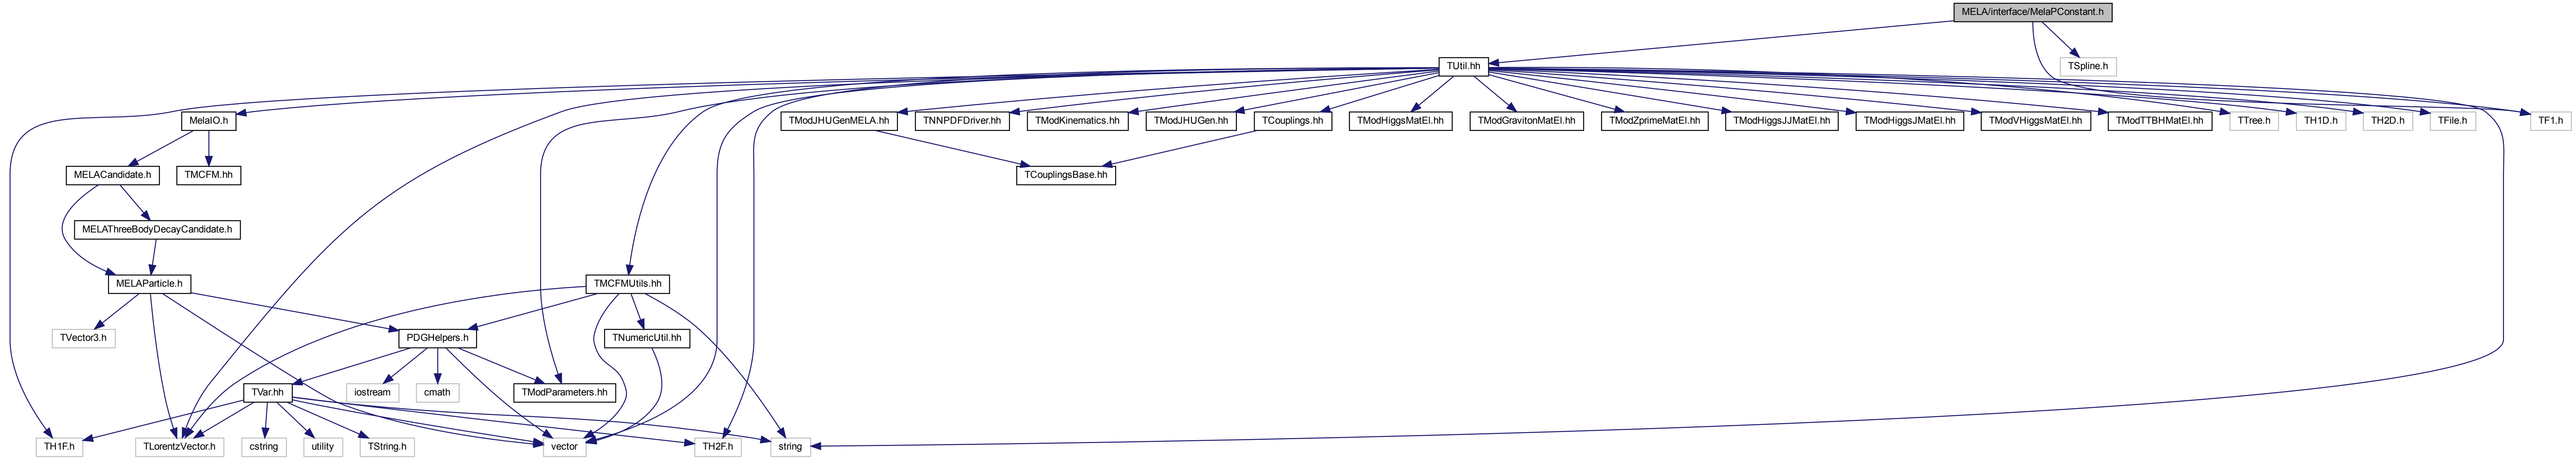 MELA/interface/MelaPConstant.h
TUtil.hh
TSpline.h
MelaIO.h
TModJHUGenMELA.hh
TNNPDFDriver.hh
TModKinematics.hh
TModJHUGen.hh
TCouplings.hh
TModHiggsMatEl.hh
TModGravitonMatEl.hh
TModZprimeMatEl.hh
TModHiggsJJMatEl.hh
TModHiggsJMatEl.hh
TModVHiggsMatEl.hh
TModTTBHMatEl.hh
TTree.h
TH1D.h
TH2D.h
TFile.h
TF1.h
MELACandidate.h
TMCFM.hh
TCouplingsBase.hh
MELAThreeBodyDecayCandidate.h
MELAParticle.h
TMCFMUtils.hh
TVector3.h
PDGHelpers.h
TNumericUtil.hh
TVar.hh
iostream
cmath
TModParameters.hh
TH1F.h
TLorentzVector.h
cstring
utility
TString.h
vector
TH2F.h
string